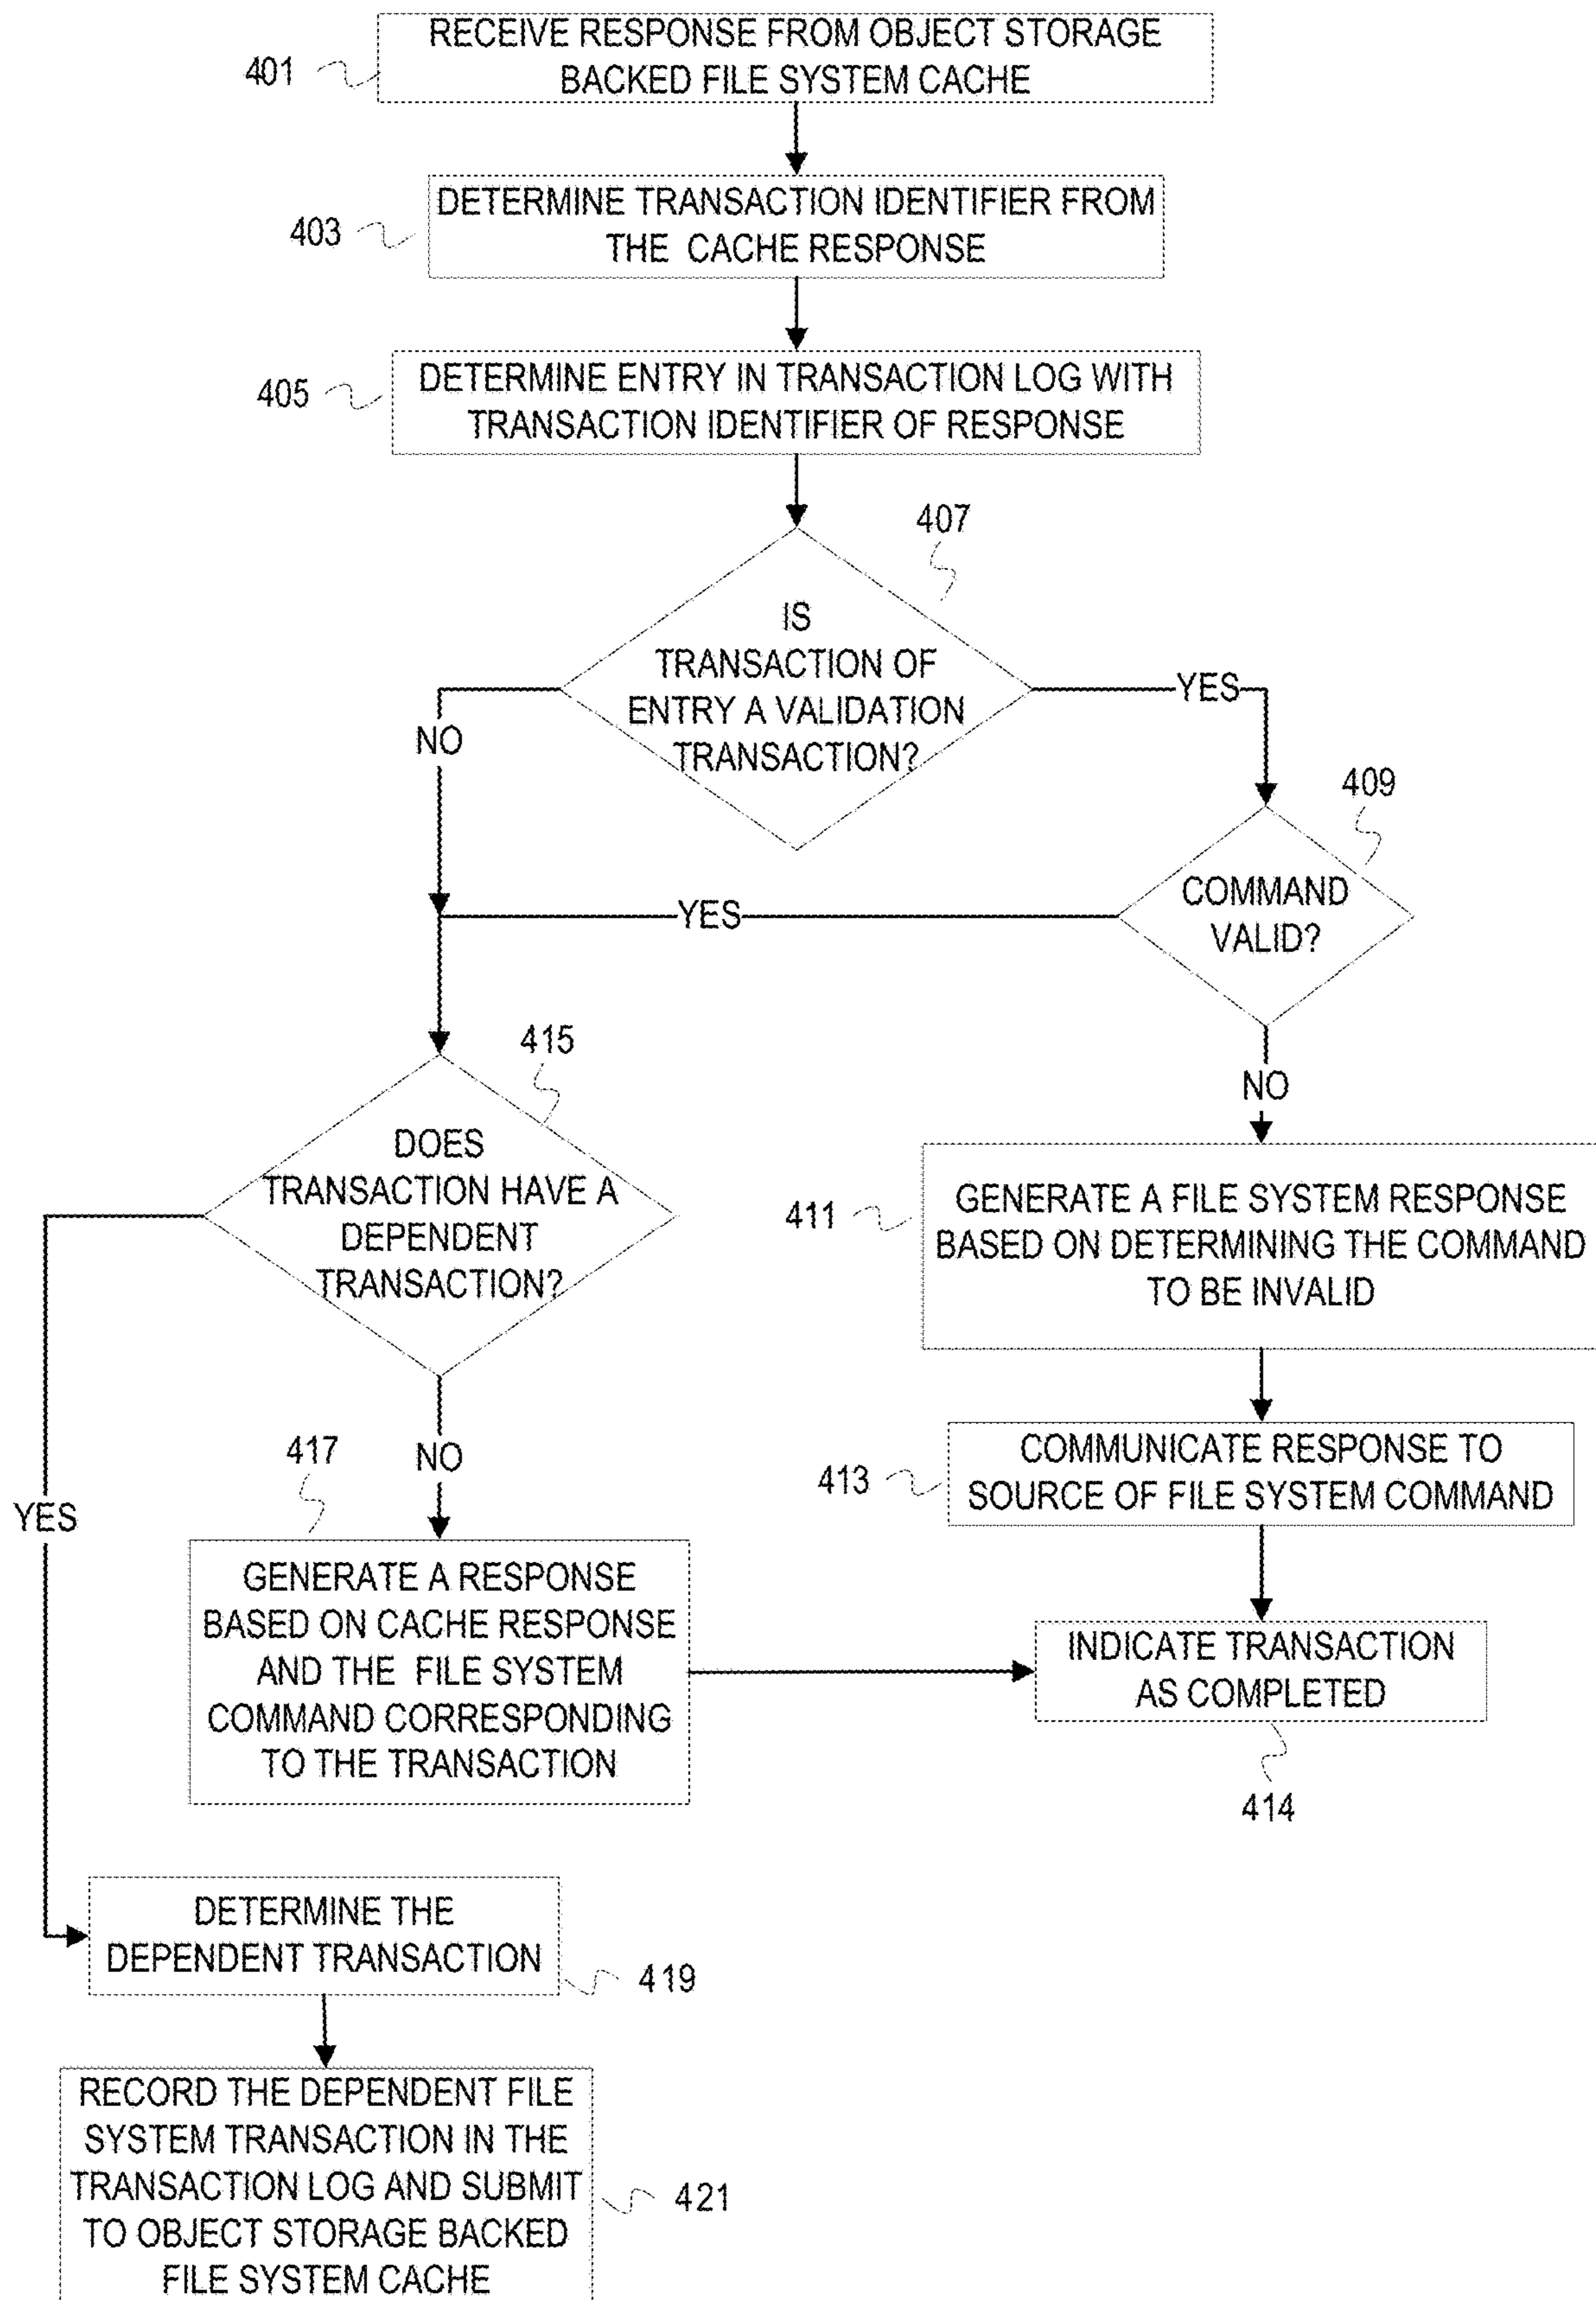 RECEIVE RESPONSE FROM OBJECT STORAGE
BACKED FILE SYSTEM CACHE
401
DETERMINE TRANSACTION IDENTIFIER FROM
THE CACHE RESPONSE
403
DETERMINE ENTRY IN TRANSACTION LOG WITH
TRANSACTION IDENTIFIER OF RESPONSE
405
407
IS
TRANSACTION OF
ENTRY A VALIDATION
TRANSACTION?
NO
YES
409
COMMAND
VALID?
YES
NO
415
DOES
TRANSACTION HAVE A
DEPENDENT
TRANSACTION?
411
GENERATE A FILE SYSTEM RESPONSE
BASED ON DETERMINING THE COMMAND
TO BE INVALID
413
COMMUNICATE RESPONSE TO
SOURCE OF FILE SYSTEM COMMAND
417
NO
YES
GENERATE A RESPONSE
BASED ON CACHE RESPONSE
AND THE FILE SYSTEM
COMMAND CORRESPONDING
TO THE TRANSACTION
INDICATE TRANSACTION
AS COMPLETED
414
DETERMINE THE
DEPENDENT TRANSACTION
419
RECORD THE DEPENDENT FILE
SYSTEM TRANSACTION IN THE
TRANSACTION LOG AND SUBMIT
TO OBJECT STORAGE BACKED
FILE SYSTEM CACHE
421